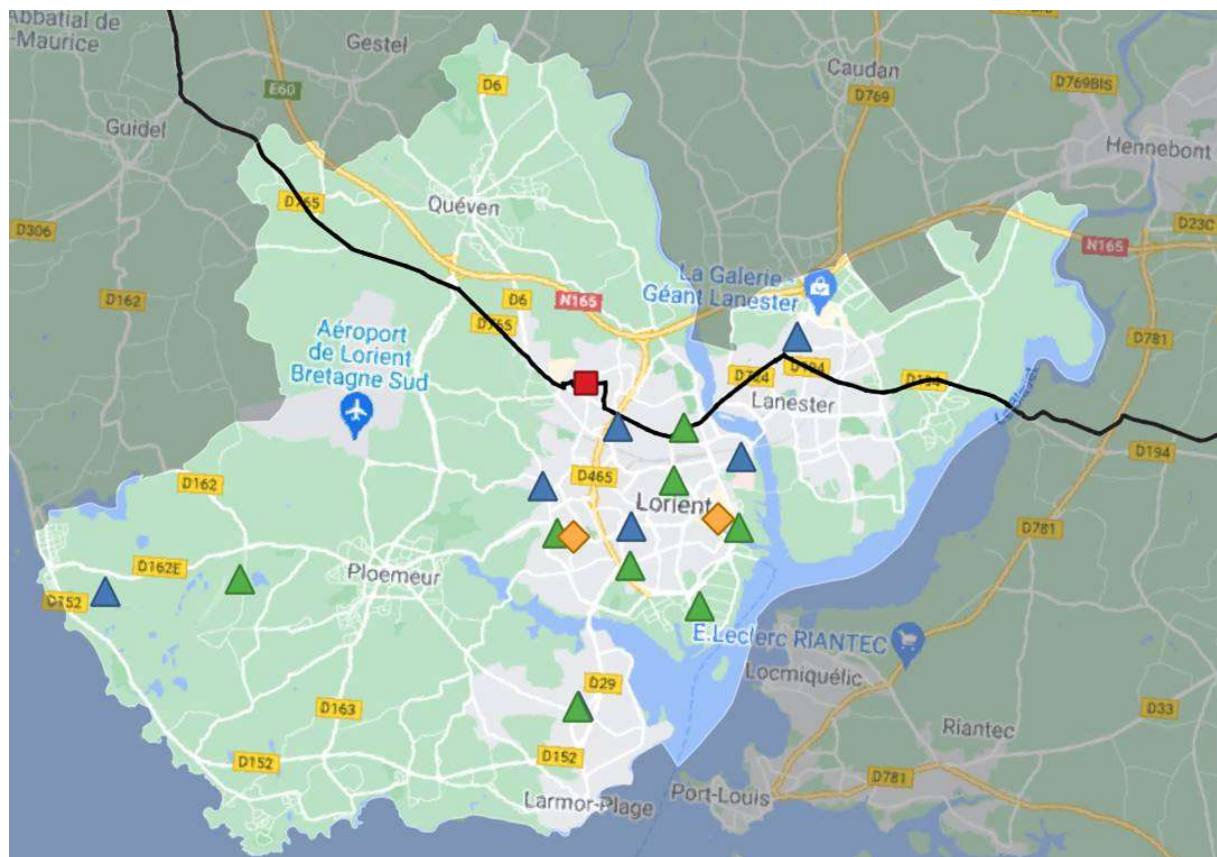 Abbatial de
-Maurice
Gestel
D6
E60
Caudan
D769BIS
D769
Guidel
Hennebont
D765
Quéven
D306
D23C
N165
La Galerie
Géant Lanester
D162
D6
N165
D765
Aéroport
de Lorient
Bretagne Sud
D781
D724
D194
D194
Lanester
D194
D465
D162
Lorient
D781
D162E
Ploemeur
D152
E.Leclerc RIANTEC
Locmiquélic
D29
D163
D33
Riantec
D152
D152
D781
Port-Louis
Larmor-Plage